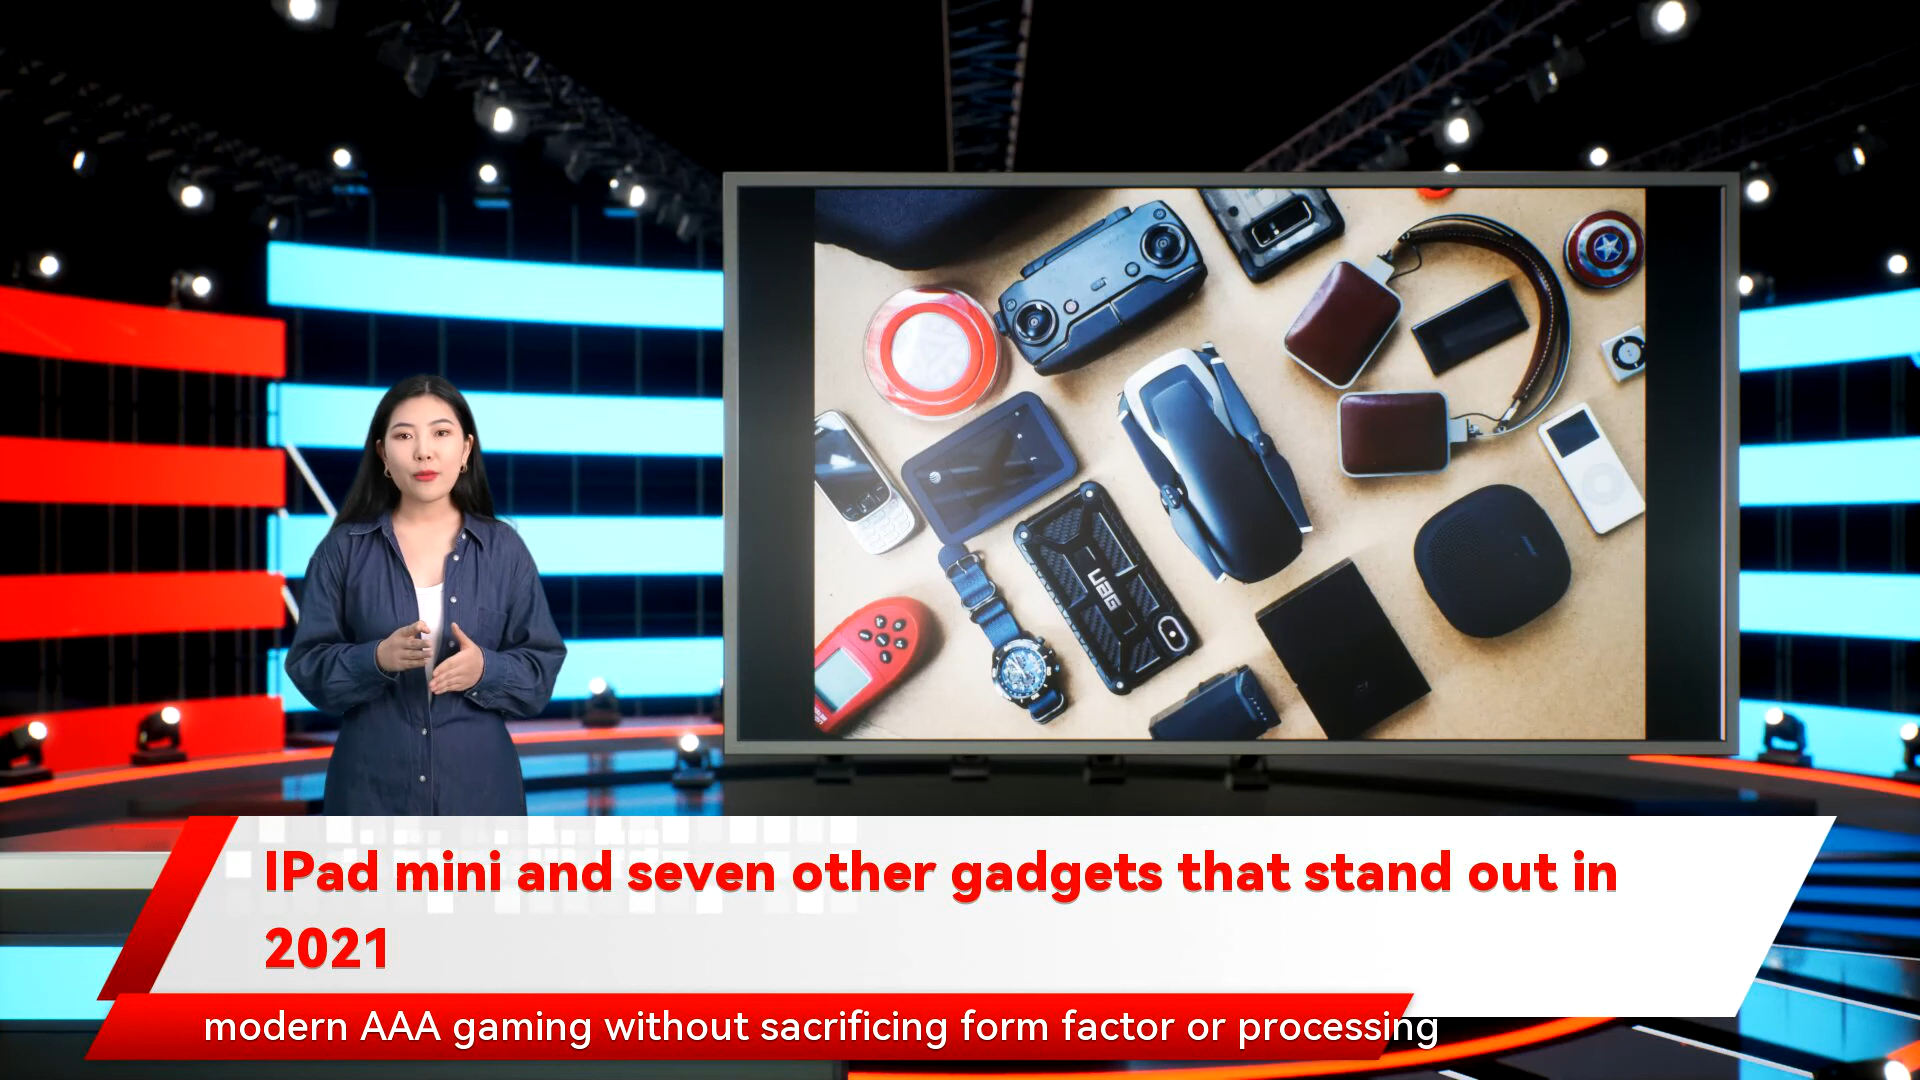 UAG
IPad mini and seven other gadgets that stand out in
2021
modern AAA gaming without sacrificing form factor or processing